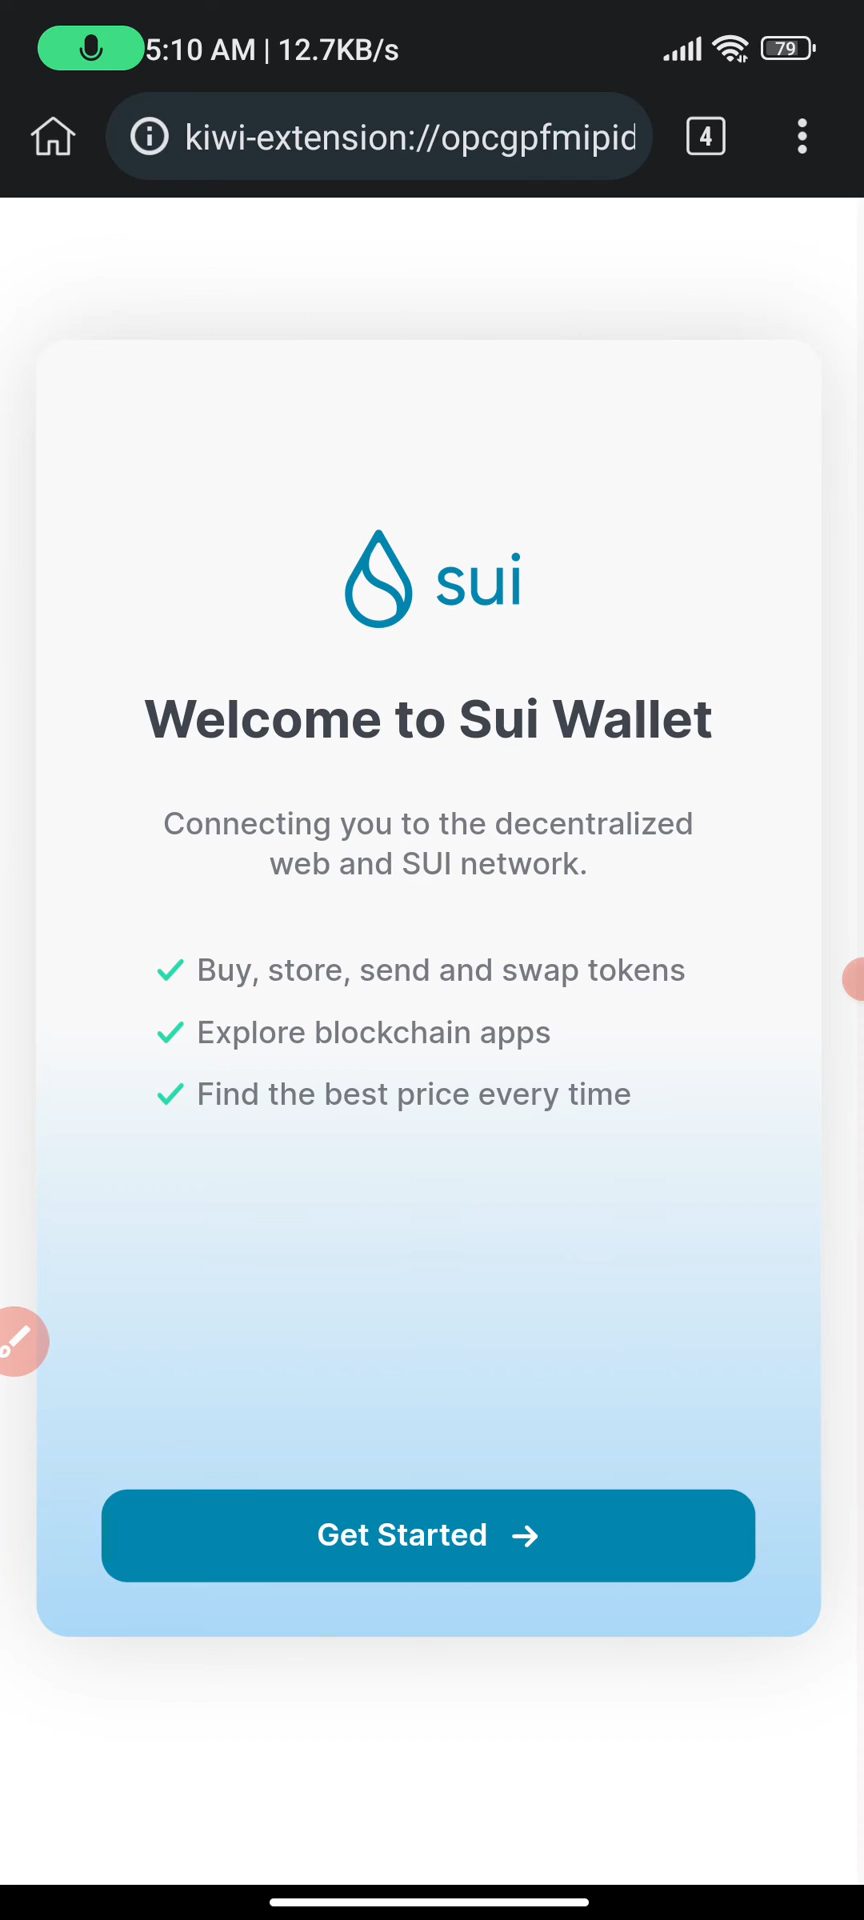 5:10 AM | 12.7KB/s
79
kiwi-extension://opcgpfmipid
4
sui
Welcome to Sui Wallet
Connecting you to the decentralized
web and SUI network.
Buy, store, send and swap tokens
Explore blockchain apps
Find the best price every time
Get Started